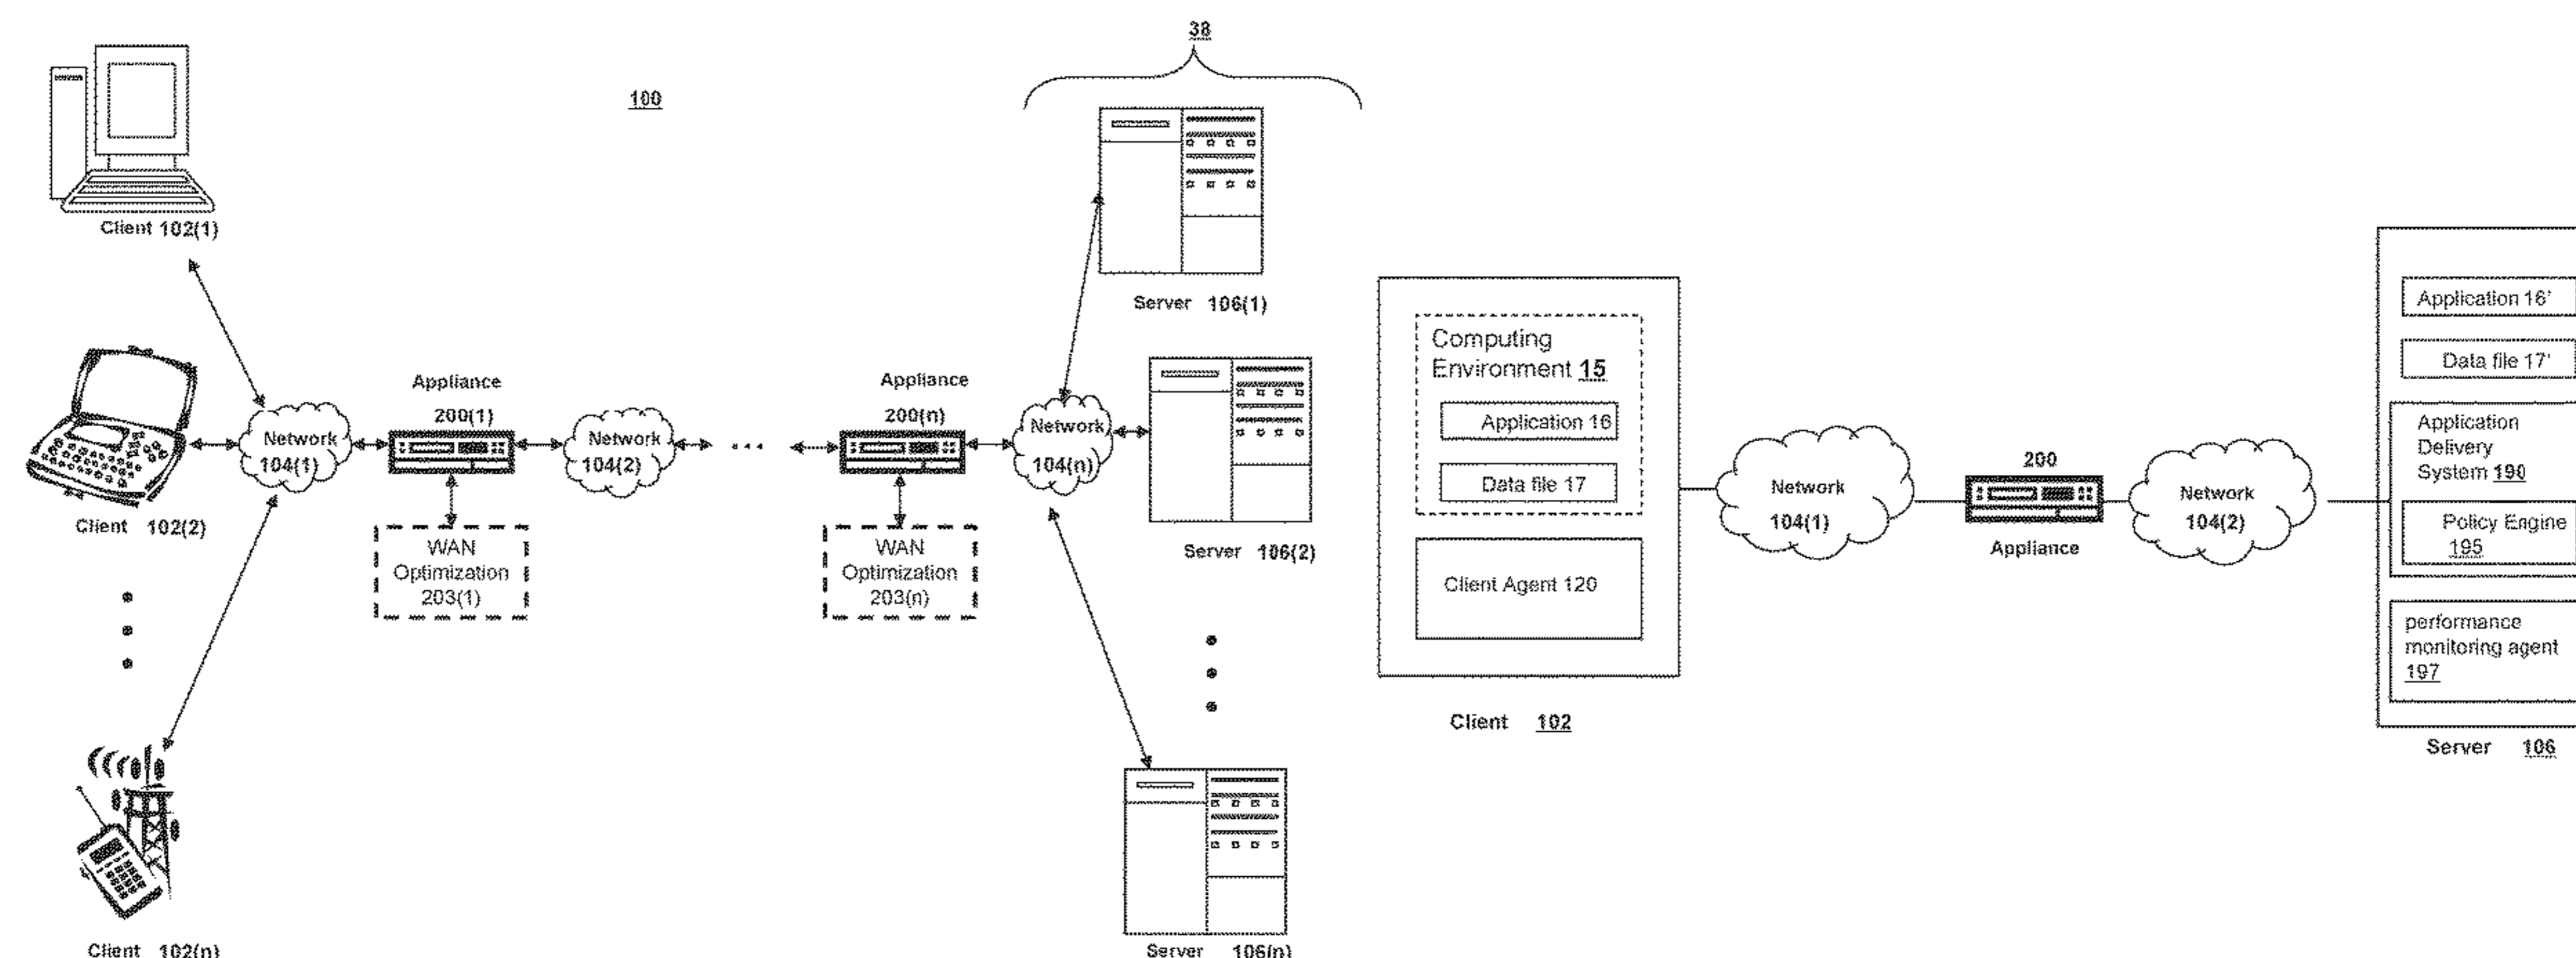 38
100
Client 102(1)
Server 106(1)
Appliance
200(1)
Appliance
200(n)
Network
104(1)
Network
104(2)
Network
104(n)
Client 102(2)
WAN
Optimization
203(1)
WAN
Optimization
203(n)
Server 106(2)
Client 102(n)
Server 106(n)
Computing
Environment 15
Application 16
Data file 17
Client Agent 120
Client 102
Network
104(1)
200
Appliance
Network
104(2)
Application 16'
Data file 17'
Application
Delivery
System 190
Policy Engine
195
performance
monitoring agent
197
Server 106